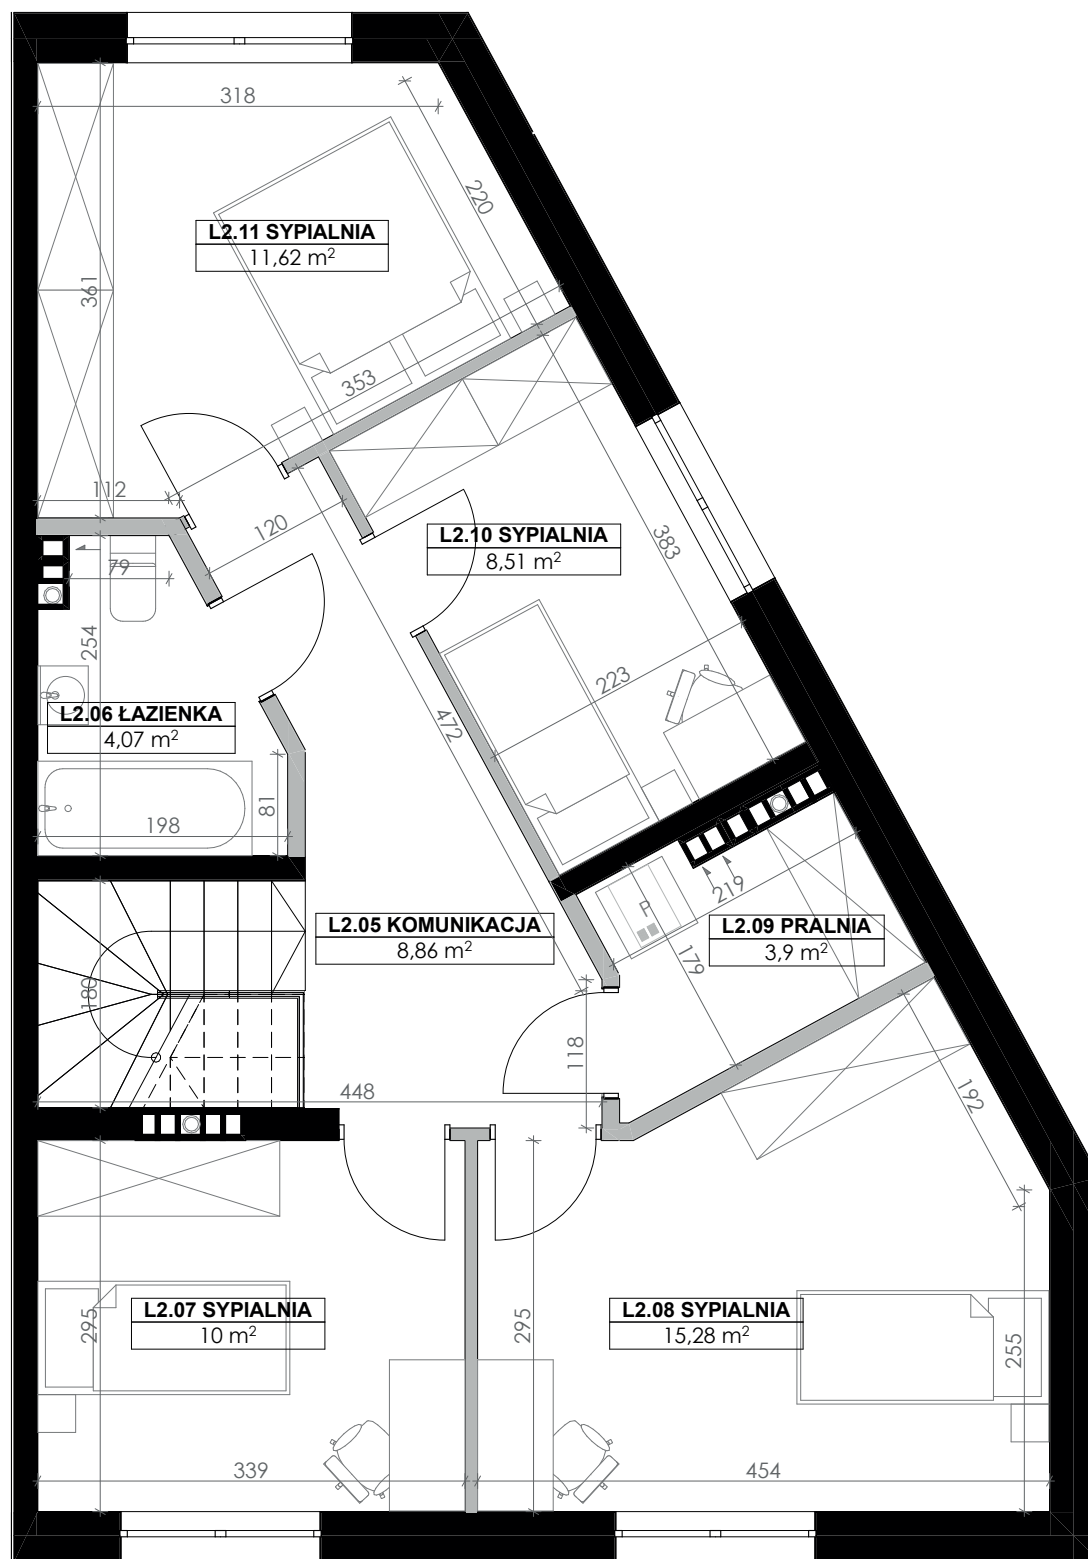 318
220
L2.11 SYPIALNIA
11,62 m²
361
353
112
120
L2.10 SYPIALNIA
8,51 m²
383
79
254
223
L2.06 ŁAZIENKA
4,07 m²
472
81
198
219
P
L2.05 KOMUNIKACJA
8,86 m²
L2.09 PRALNIA
3,9 m²
179
180
118
448
192
L2.07 SYPIALNIA
10 m²
295
295
L2.08 SYPIALNIA
15,28 m²
255
339
454